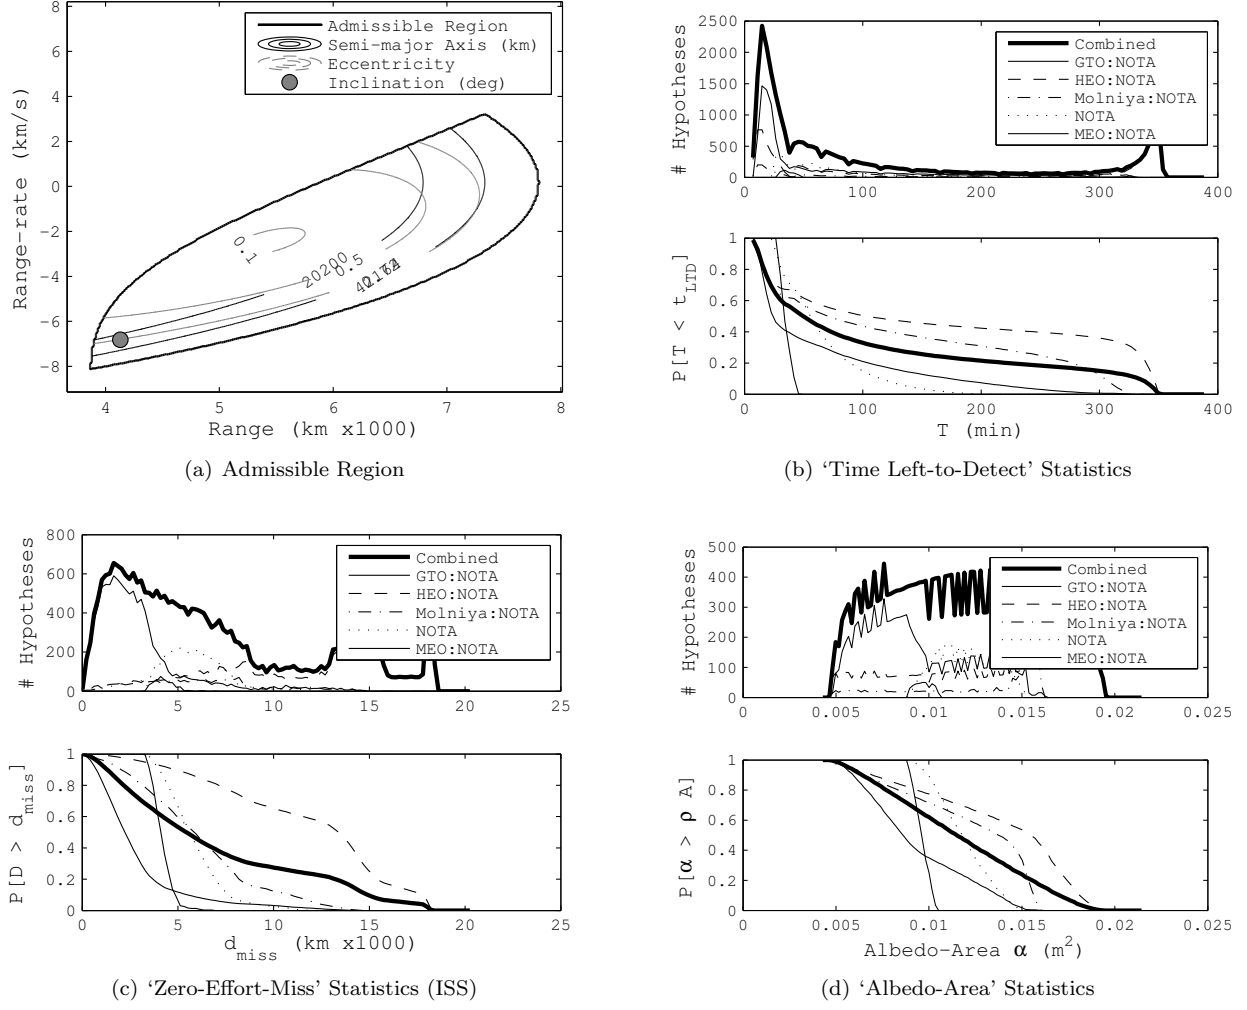 Admissible Region
Semi-major Axis (km)
Eccentricity
Inclination (deg)
Range-rate (km/s)
8
6
4
2
0
−2
−4
−6
−8
0.1
20200
0.5
4 5 6 7 8
Range (km x1000)
(a) Admissible Region
# Hypotheses
2500
2000
1500
1000
500
0
Combined
GTO:NOTA
HEO:NOTA
Molniya:NOTA
NOTA
MEO:NOTA
0 100 200 300 400
P[T < t_LTD]
1
0.8
0.6
0.4
0.2
0
0 100 200 300 400
T (min)
(b) ‘Time Left-to-Detect’ Statistics
# Hypotheses
800
600
400
200
0
Combined
GTO:NOTA
HEO:NOTA
Molniya:NOTA
NOTA
MEO:NOTA
0 5 10 15 20 25
P[D > d_miss]
1
0.8
0.6
0.4
0.2
0
0 5 10 15 20 25
d_miss (km x1000)
(c) ‘Zero-Effort-Miss’ Statistics (ISS)
# Hypotheses
500
400
300
200
100
0
Combined
GTO:NOTA
HEO:NOTA
Molniya:NOTA
NOTA
MEO:NOTA
0 0.005 0.01 0.015 0.02 0.025
P[α > ρ A]
1
0.8
0.6
0.4
0.2
0
0 0.005 0.01 0.015 0.02 0.025
Albedo-Area α (m²)
(d) ‘Albedo-Area’ Statistics